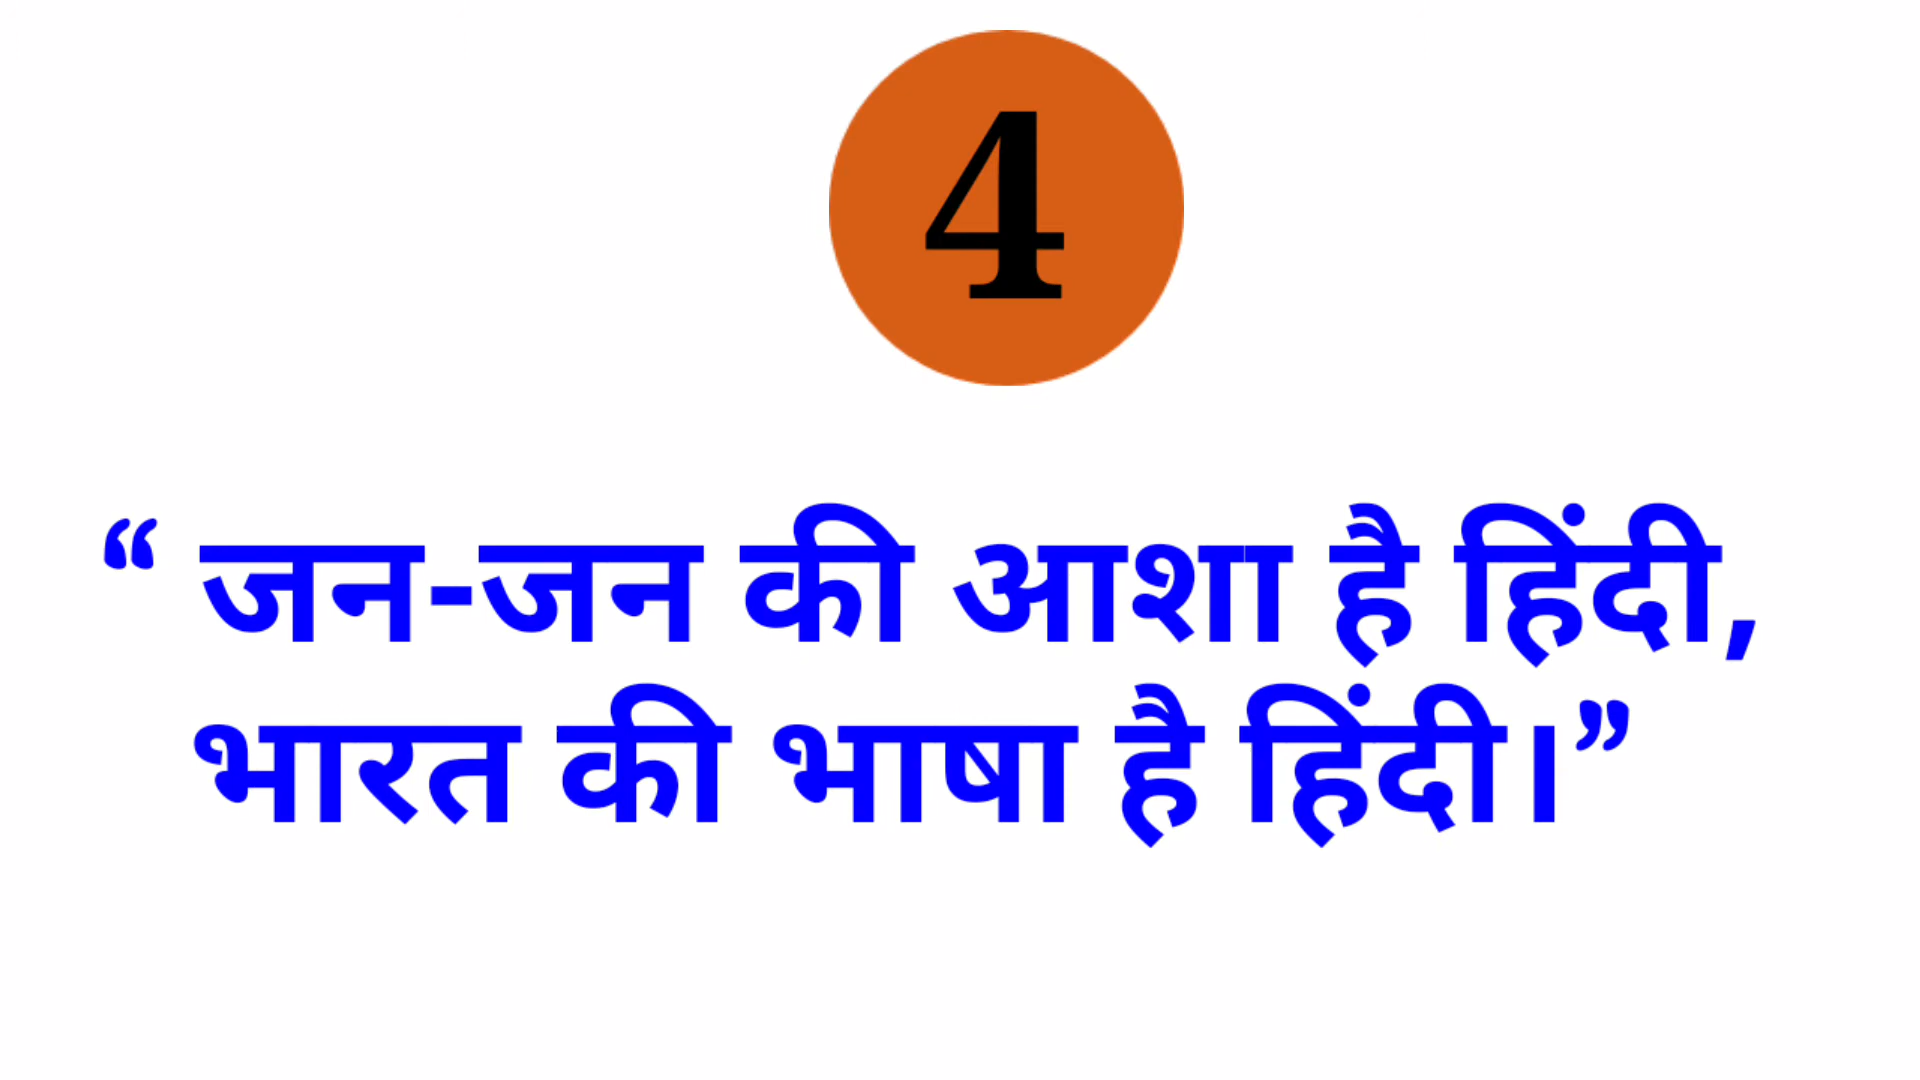 4
“ जन-जन की आशा है हिंदी,
भारत की भाषा है हिंदी।”